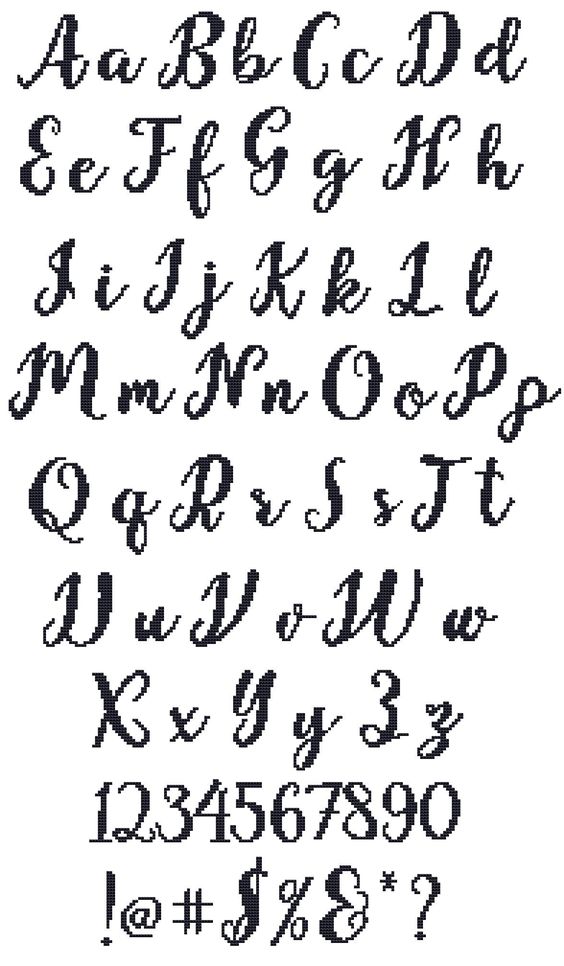 Aa Bb Cc Dd
Ee Ff Gg Hh
Ii Jj Kk Ll
Mm Nn Oo Pp
Qq Rr Ss Tt
Uu Vv Ww
Xx Yy Zz
1234567890
!@#$%&*?